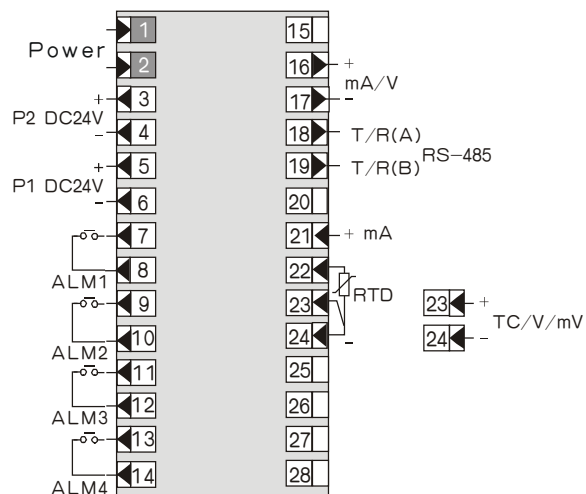 1 15
Power
2 16 + mA/V
+ 3 17 -
P2 DC24V
- 4 18 T/R(A)
RS-485
+ 5 19 T/R(B)
P1 DC24V
- 6 20
7 21 + mA
8 22
ALM1
RTD
9 23 23 +
TC/V/mV
10 24 - 24 -
ALM2
11 25
12 26
ALM3
13 27
14 28
ALM4